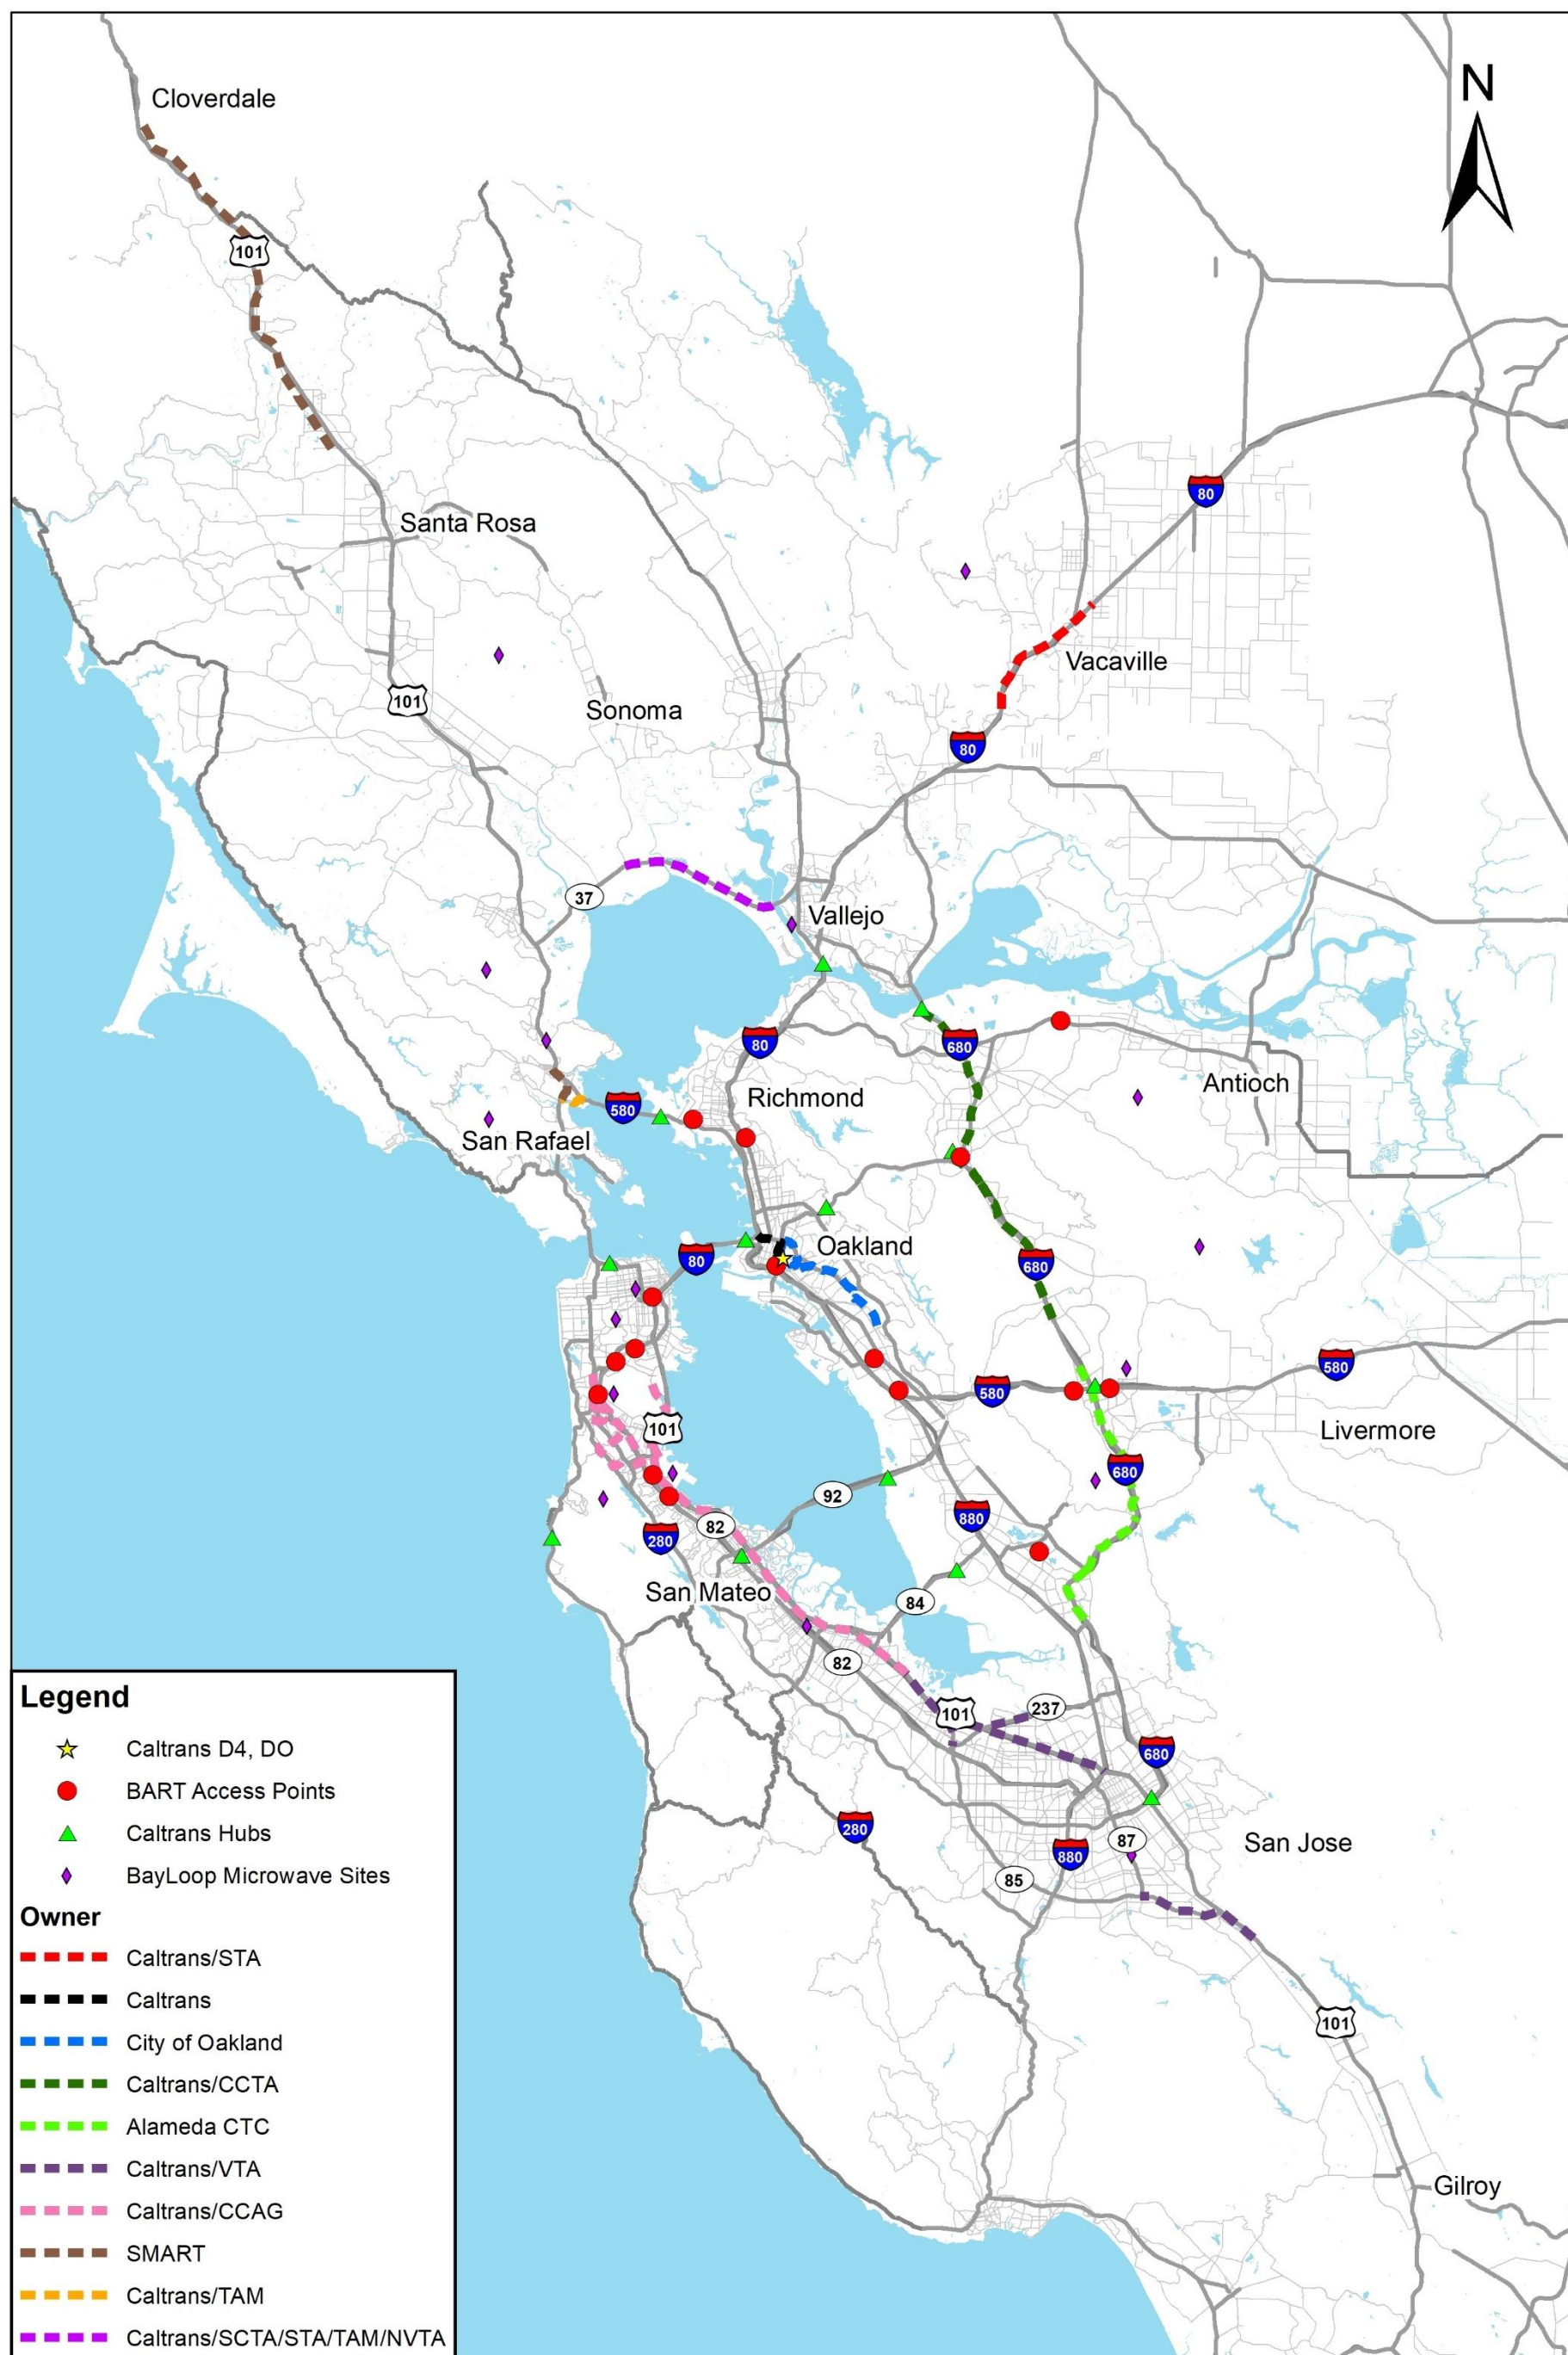 N
Cloverdale
101
80
Santa Rosa
Vacaville
101
Sonoma
80
37
Vallejo
80
680
Antioch
Richmond
580
San Rafael
Oakland
80
680
580
580
101
Livermore
680
92
880
82
280
San Mateo
84
82
237
101
680
280
87
San Jose
880
85
101
Gilroy
Legend
Caltrans D4, DO
BART Access Points
Caltrans Hubs
BayLoop Microwave Sites
Owner
Caltrans/STA
Caltrans
City of Oakland
Caltrans/CCTA
Alameda CTC
Caltrans/VTA
Caltrans/CCAG
SMART
Caltrans/TAM
Caltrans/SCTA/STA/TAM/NVTA